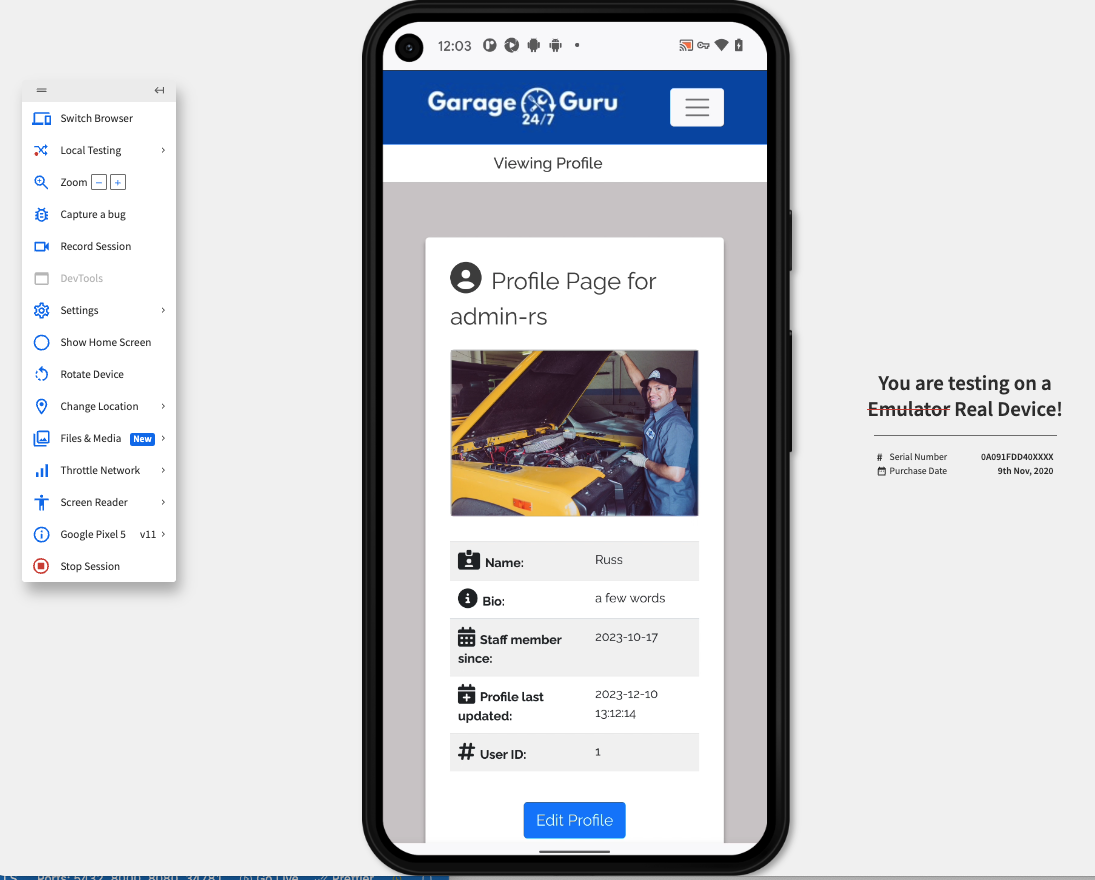 Switch Browser
Local Testing
Zoom − +
Capture a bug
Record Session
DevTools
Settings
Show Home Screen
Rotate Device
Change Location
Files & Media New
Throttle Network
Screen Reader
Google Pixel 5 v11
Stop Session
12:03
Garage Guru
24/7
Viewing Profile
Profile Page for
admin-rs
Name: Russ
Bio: a few words
Staff member 2023-10-17
since:
Profile last 2023-12-10
updated: 13:12:14
# User ID: 1
Edit Profile
You are testing on a
Emulator Real Device!
# Serial Number 0A091FDD40XXXX
Purchase Date 9th Nov, 2020
Go Live Prettier